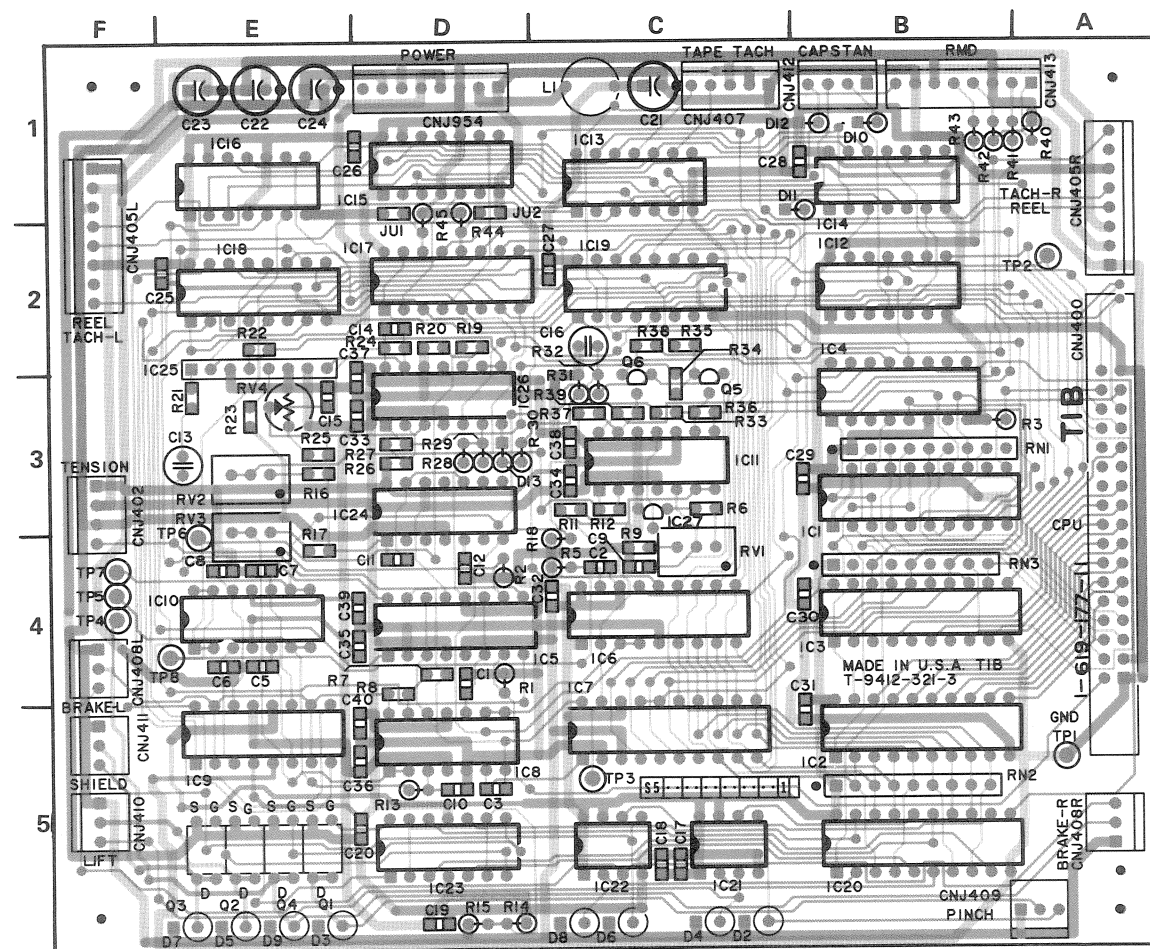 F E D C B A
POWER TAPE TACH CAPSTAN RMD
L1
CNJ412
CNJ413
C23 C22 C24 CNJ954 C21 CNJ407 D12 D10
1
R43
R42
R41
R40
IC16 IC13
C26
C28
TACH-R
REEL
CNJ405R
IC15 JU2 D11
JU1 R45 R44 IC14
CNJ405L
IC18 IC17 C27 IC19 IC12
TP2
C25
2
REEL
TACH-L
R22 C14 R20 R19 C16 R38 R35 IC4
R24
C37 R32 R34
CNJ400
IC25 R31 Q6
R21 RV4 IC26 R39 Q5
R23 C15 R37 R36
C33 R30 R33 R3
TIB
C13 R25 R29 C38 RN1
3
TENSION R27 R28 IC11 C29
R26 D13 C34
RV2 R16 R6
CNJ402 RV3 IC24 R11 R12 IC27 IC1 CPU
TP6 R17 R18 C9 R9 RV1
C8 C7 C11 C12 R2 R5 C2 RN3
TP7 C32
TP5 IC10 C39 C30
TP4
4
C35 IC5 IC6 IC3
CNJ408L
TP8 C6 C5 R7 C1 R1
MADE IN U.S.A TIB
T-9412-321-3
1-619-177-11
R8 IC7 C31
BRAKE-L C40
GND
TP1
CNJ411
IC9 IC8 TP3 IC2 RN2
SHIELD C36
R13 C10 C3 S5 1
S G S G S G S G
5
CNJ410 C20 C18 C17
BRAKE-R
CNJ408R
LIFT
IC23 IC22 IC21 IC20
D D D D CNJ409
Q3 Q2 Q4 Q1 C19 R15 R14 PINCH
D7 D5 D9 D3 D8 D6 D4 D2